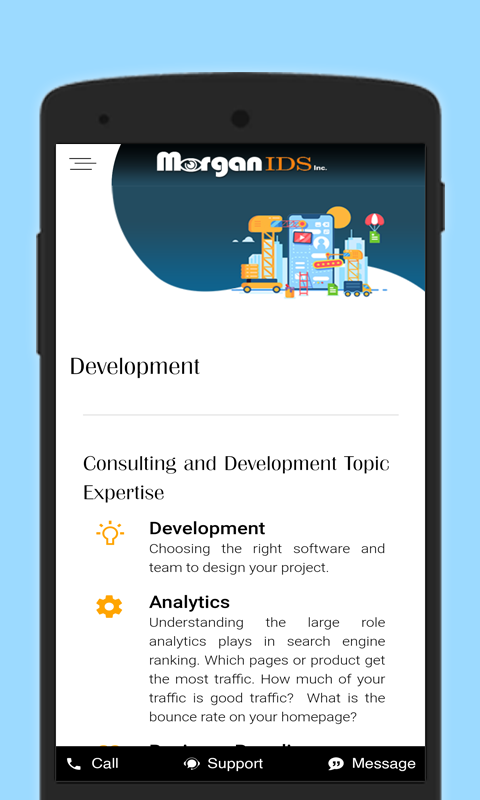 Morgan IDS Inc.
Development
Consulting and Development Topic
Expertise
Development
Choosing the right software and
team to design your project.
Analytics
Understanding the large role
analytics plays in search engine
ranking. Which pages or product get
the most traffic. How much of your
traffic is good traffic? What is the
bounce rate on your homepage?
Call Support Message